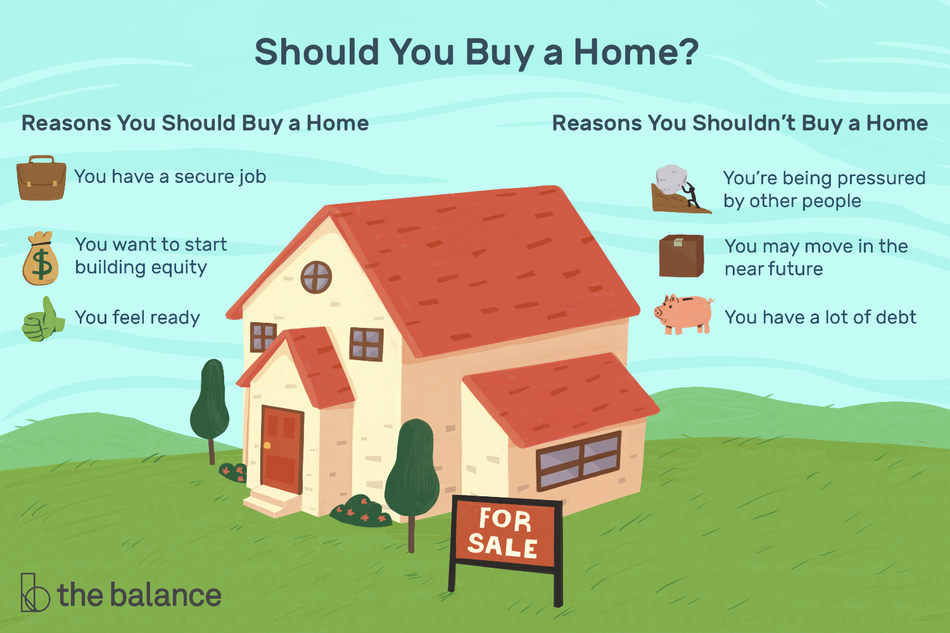 Should You Buy a Home?
Reasons You Should Buy a Home
You have a secure job
$
You want to start
building equity
You feel ready
Reasons You Shouldn’t Buy a Home
You’re being pressured
by other people
You may move in the
near future
You have a lot of debt
FOR
SALE
the balance